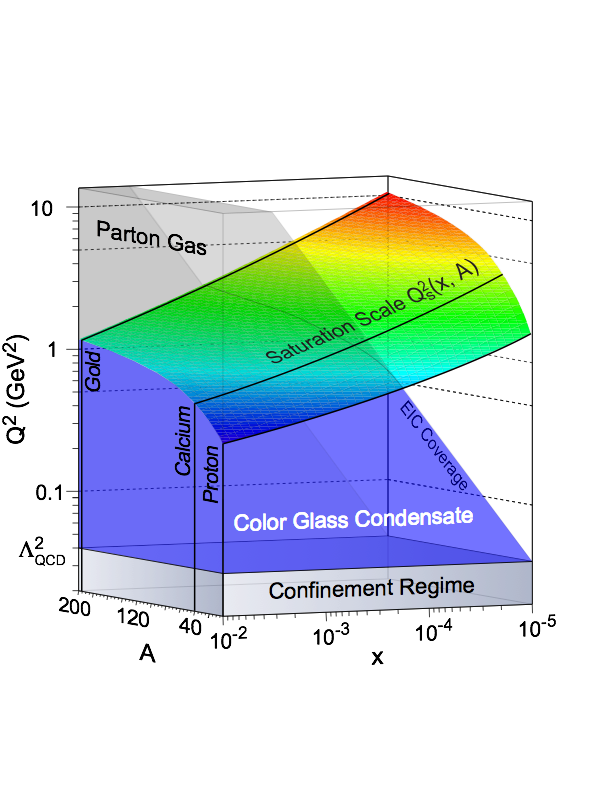 10
Parton Gas
Saturation Scale Q²ₛ(x, A)
1
Q² (GeV²)
Gold
Calcium
Proton
EIC Coverage
0.1
Color Glass Condensate
Λ²QCD
Confinement Regime
200
120
40
A
10⁻²
10⁻³
10⁻⁴
10⁻⁵
x